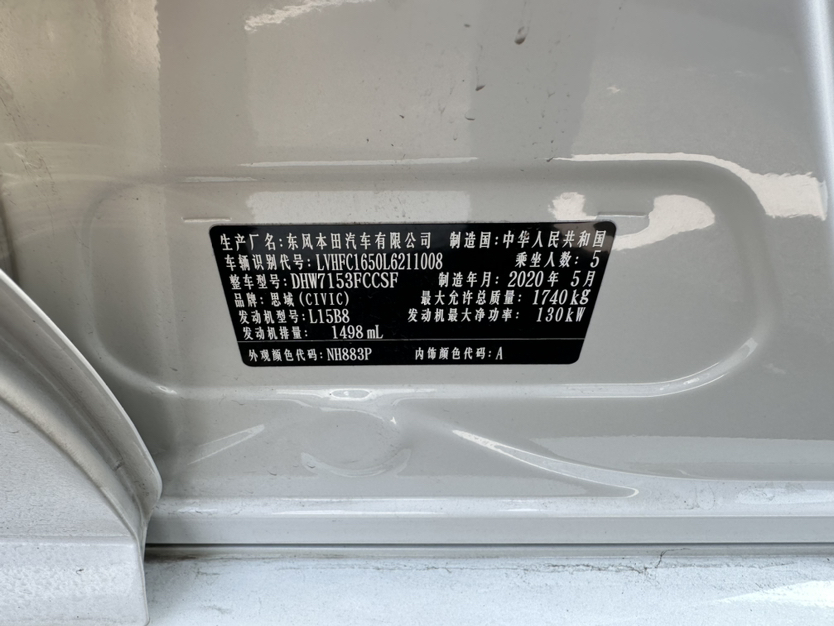 生产厂名:东风本田汽车有限公司 制造国:中华人民共和国
车辆识别代号:LVHFC1650L6211008 乘坐人数:5
整车型号:DHW7153FCCSF 制造年月:2020年5月
品牌:思域(CIVIC) 最大允许总质量:1740kg
发动机型号:L15B8 发动机最大净功率:130kW
发动机排量:1498mL
外观颜色代码:NH883P 内饰颜色代码:A